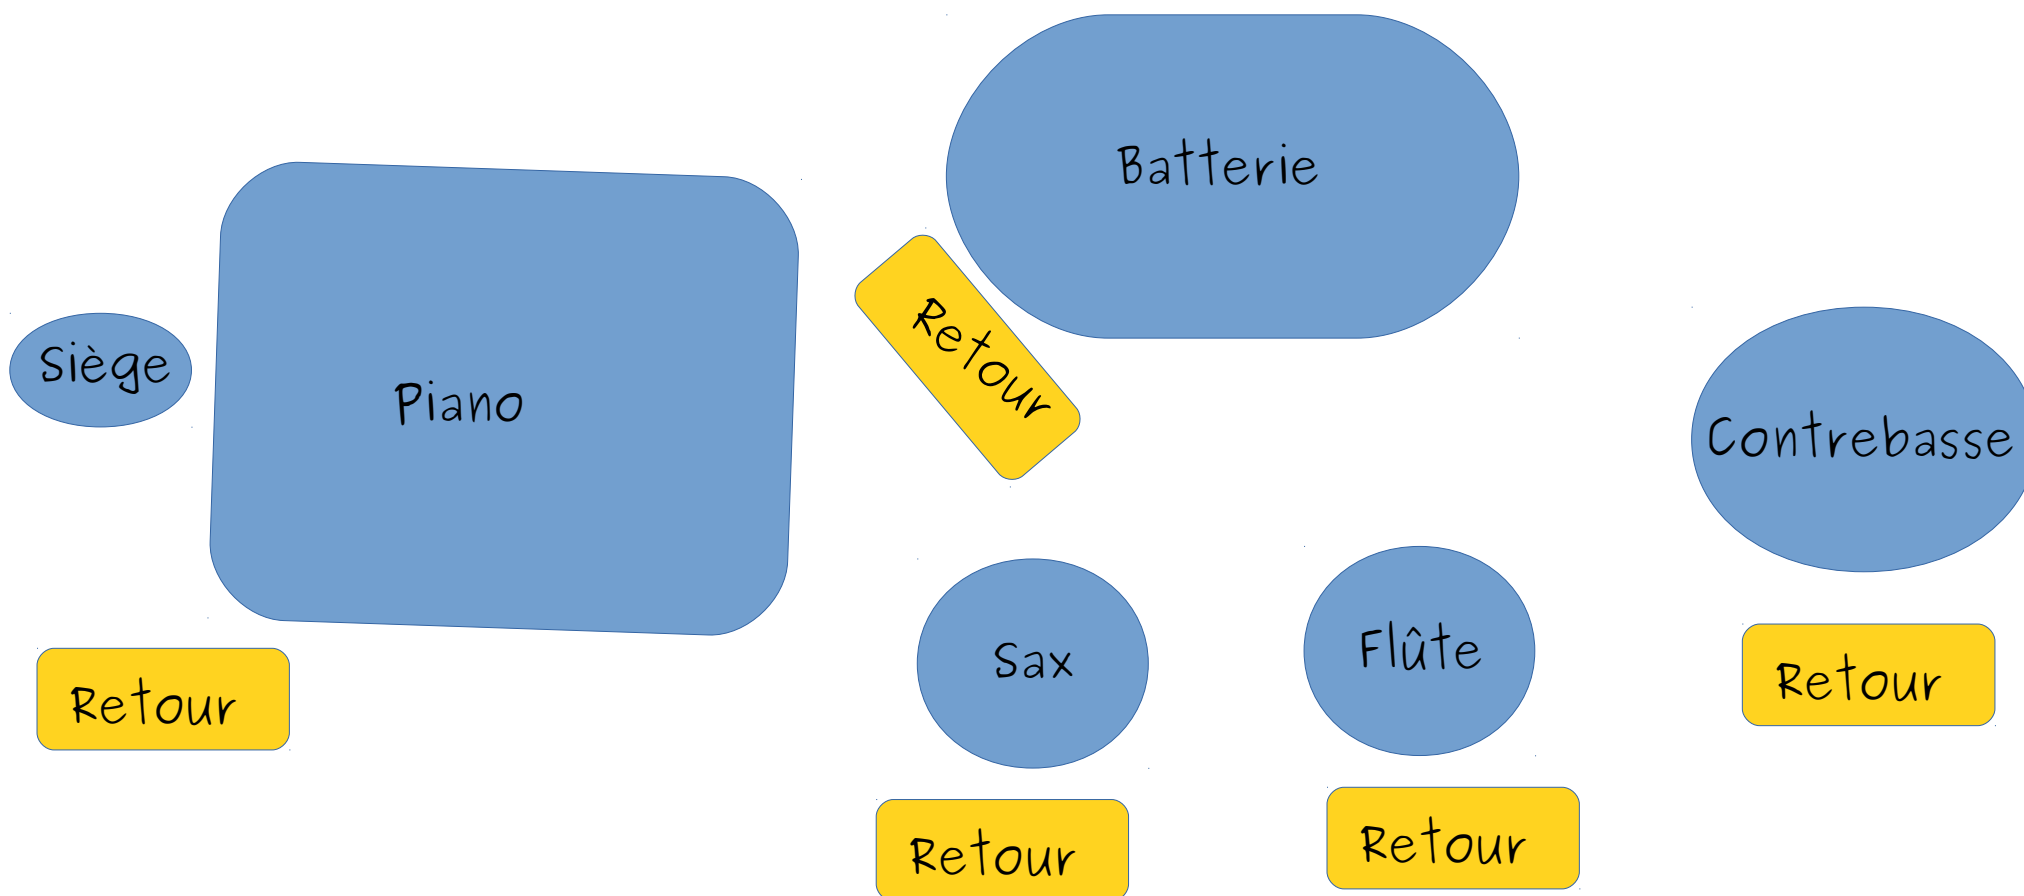 Batterie
Siège
Piano
Retour
Contrebasse
Sax
Flûte
Retour
Retour
Retour
Retour